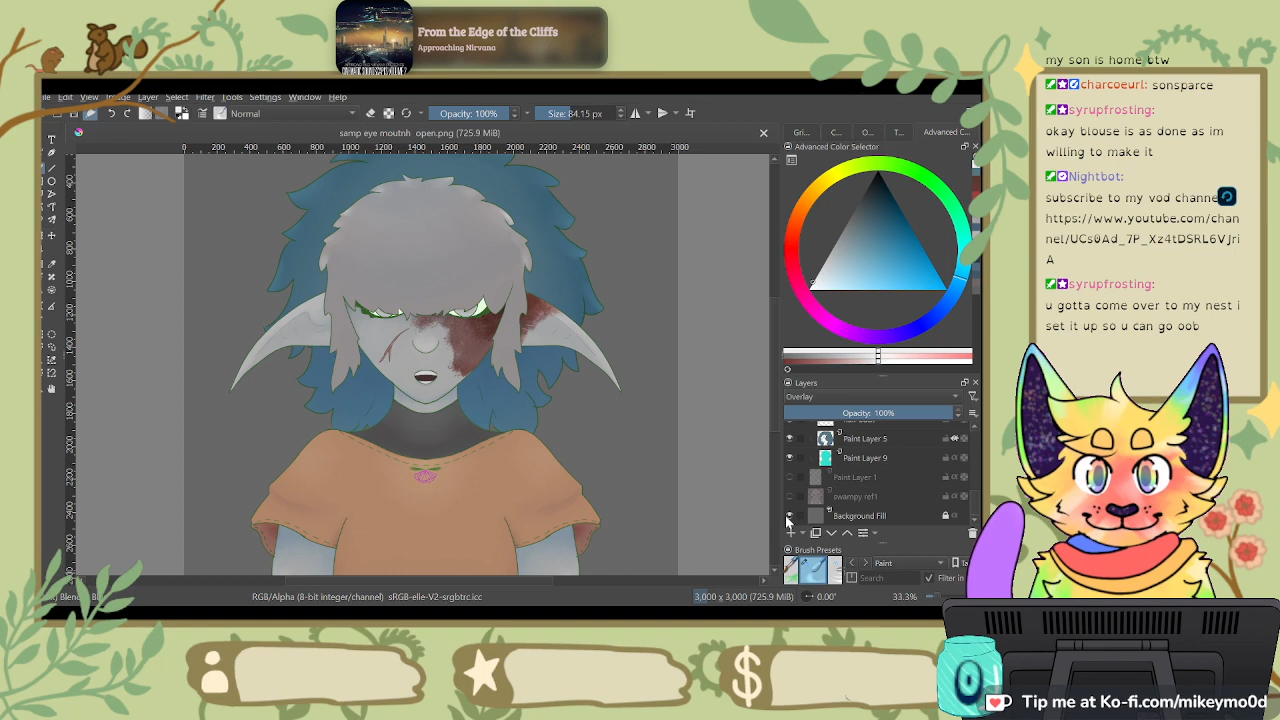 From the Edge of the Cliffs
Approaching Nirvana
ile Edit View Image Layer Select Filter Tools Settings Window Help
Normal
Opacity: 100%
Size: 84.15 px
samp eye moutnh open.png (725.9 MiB)
0 200 400 600 800 1000 1200 1400 1600 1800 2000 2200 2400 2600 2800 3000
Gri... C... O... T... Advanced C...
Advanced Color Selector
Layers
Overlay
Opacity: 100%
Paint Layer 5
Paint Layer 9
Paint Layer 1
swampy ref1
Background Fill
Brush Presets
Paint
Ta
Search
Filter in
RGB/Alpha (8-bit integer/channel) sRGB-elle-V2-srgbtrc.icc
3,000 x 3,000 (725.9 MiB)
0.00°
33.3%
my son is home btw
charcoeurl: sonsparce
syrupfrosting:
okay blouse is as done as im
willing to make it
Nightbot:
subscribe to my vod channe
https://www.youtube.com/chan
nel/UCs0Ad_7P_Xz4tDSRL6VJri
A
syrupfrosting:
u gotta come over to my nest i
set it up so u can go oob
Tip me at Ko-fi.com/mikeymo0d